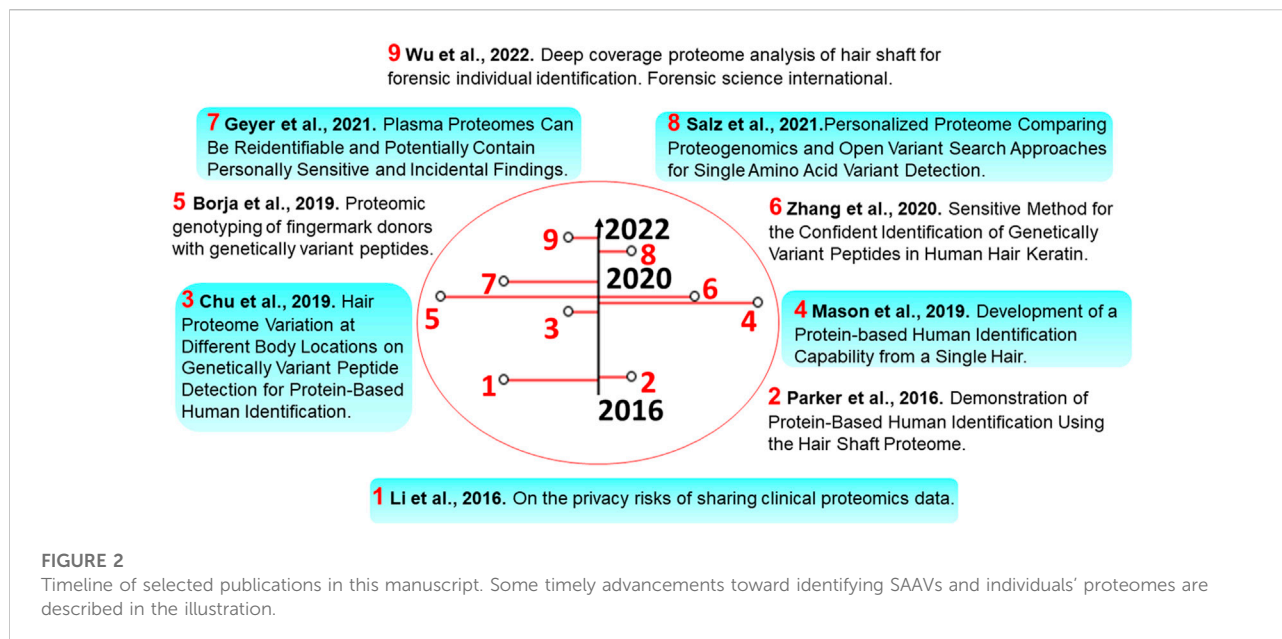 9 Wu et al., 2022. Deep coverage proteome analysis of hair shaft for
forensic individual identification. Forensic science international.
7 Geyer et al., 2021. Plasma Proteomes Can
Be Reidentifiable and Potentially Contain
Personally Sensitive and Incidental Findings.
8 Salz et al., 2021.Personalized Proteome Comparing
Proteogenomics and Open Variant Search Approaches
for Single Amino Acid Variant Detection.
5 Borja et al., 2019. Proteomic
genotyping of fingermark donors
with genetically variant peptides.
6 Zhang et al., 2020. Sensitive Method for
the Confident Identification of Genetically
Variant Peptides in Human Hair Keratin.
3 Chu et al., 2019. Hair
Proteome Variation at
Different Body Locations on
Genetically Variant Peptide
Detection for Protein-Based
Human Identification.
4 Mason et al., 2019. Development of a
Protein-based Human Identification
Capability from a Single Hair.
2 Parker et al., 2016. Demonstration of
Protein-Based Human Identification Using
the Hair Shaft Proteome.
2022
9
8
2020
7
6
5
3
4
1
2
2016
1 Li et al., 2016. On the privacy risks of sharing clinical proteomics data.
FIGURE 2
Timeline of selected publications in this manuscript. Some timely advancements toward identifying SAAVs and individuals' proteomes are
described in the illustration.